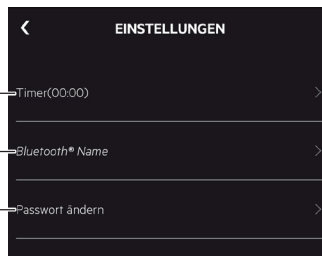 EINSTELLUNGEN
Timer(00:00)
Bluetooth® Name
Passwort ändern